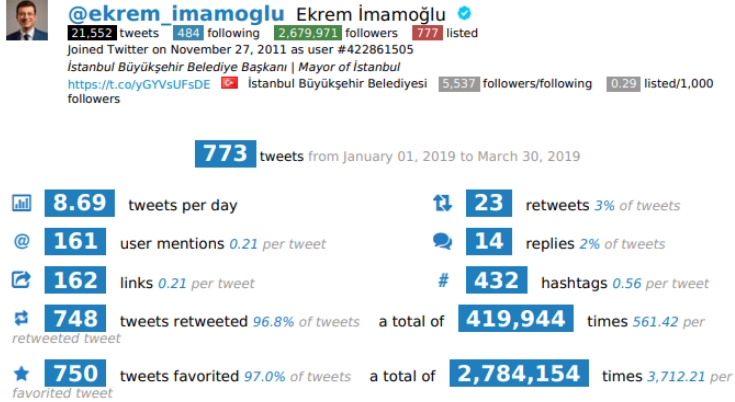 @ekrem_imamoglu Ekrem İmamoğlu
21,552 tweets 484 following 2,679,971 followers 777 listed
Joined Twitter on November 27, 2011 as user #422861505
İstanbul Büyükşehir Belediye Başkanı | Mayor of İstanbul
https://t.co/yGYVsUFsDE İstanbul Büyükşehir Belediyesi 5,537 followers/following 0.29 listed/1,000
followers
773 tweets from January 01, 2019 to March 30, 2019
8.69 tweets per day
23 retweets 3% of tweets
@ 161 user mentions 0.21 per tweet
14 replies 2% of tweets
162 links 0.21 per tweet
# 432 hashtags 0.56 per tweet
748 tweets retweeted 96.8% of tweets a total of 419,944 times 561.42 per
retweeted tweet
750 tweets favorited 97.0% of tweets a total of 2,784,154 times 3,712.21 per
favorited tweet